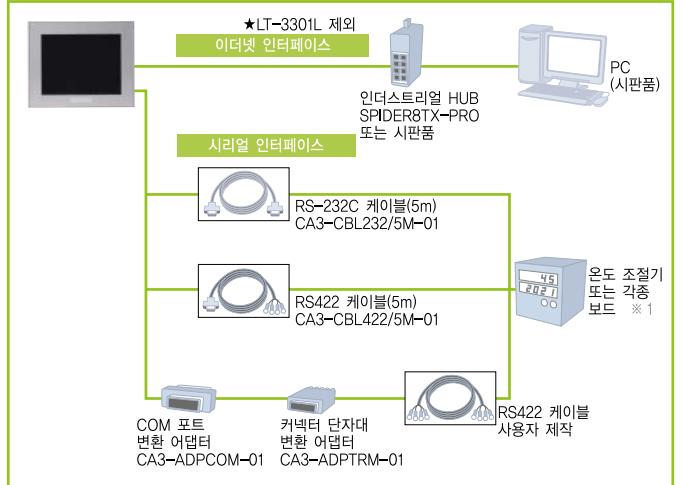 ★LT-3301L 제외
이더넷 인터페이스
PC
(시판품)
인더스트리얼 HUB
SPIDER8TX-PRO
또는 시판품
시리얼 인터페이스
RS-232C 케이블(5m)
CA3-CBL232/5M-01
RS422 케이블(5m)
CA3-CBL422/5M-01
45
2021
온도 조절기
또는 각종
보드 ※1
COM 포트
변환 어댑터
CA3-ADPCOM-01
커넥터 단자대
변환 어댑터
CA3-ADPTRM-01
RS422 케이블
사용자 제작